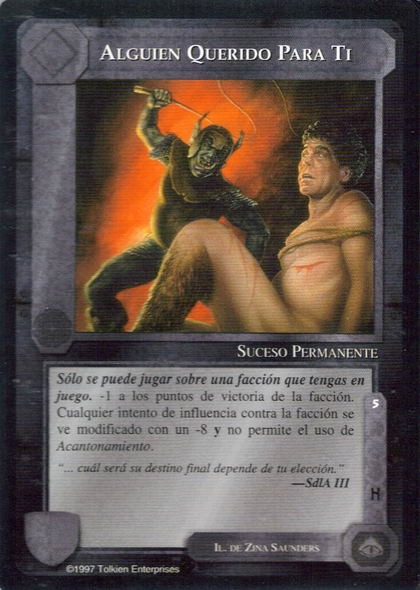 Alguien Querido Para Ti
Suceso Permanente
Sólo se puede jugar sobre una facción que tengas en
juego. -1 a los puntos de victoria de la facción.
Cualquier intento de influencia contra la facción se
ve modificado con un -8 y no permite el uso de
Acantonamiento.
"... cuál será su destino final depende de tu elección."
—SdlA III
5
H
Il. de Zina Saunders
©1997 Tolkien Enterprises